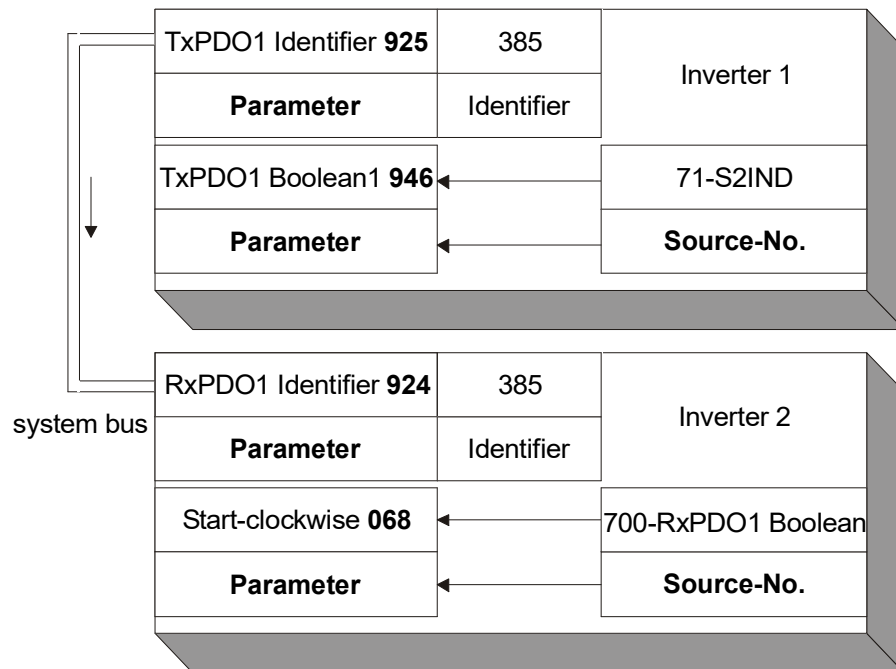 TxPDO1 Identifier 925 385
Inverter 1
Parameter Identifier
TxPDO1 Boolean1 946 71-S2IND
Parameter Source-No.
RxPDO1 Identifier 924 385
Inverter 2
system bus
Parameter Identifier
Start-clockwise 068 700-RxPDO1 Boolean
Parameter Source-No.